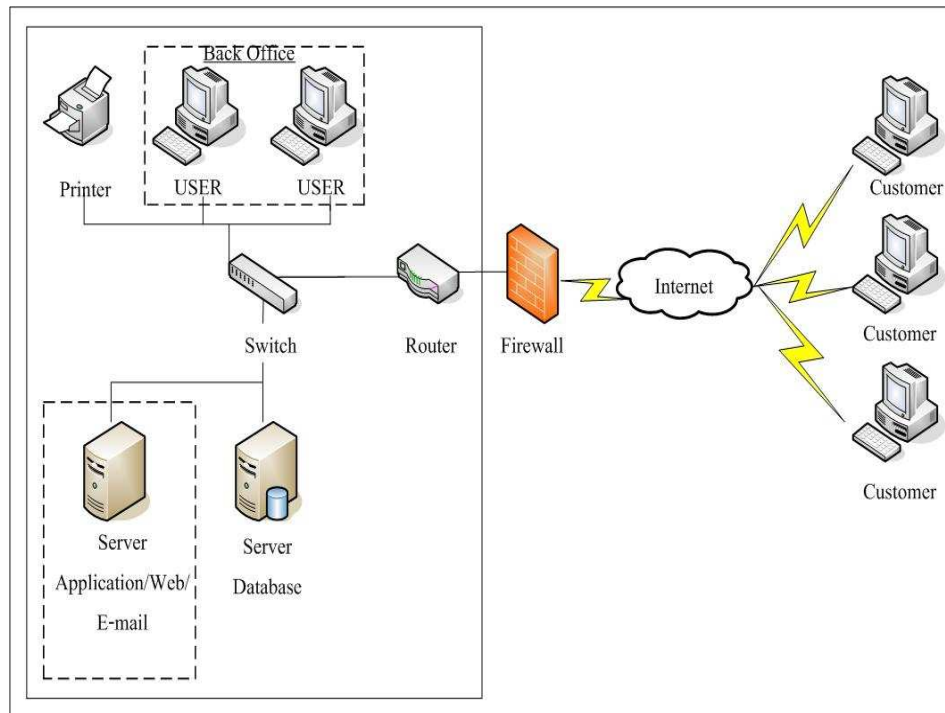 Back Office
Printer
USER
USER
Customer
Switch
Router
Firewall
Internet
Customer
Server
Application/Web/
E-mail
Server
Database
Customer